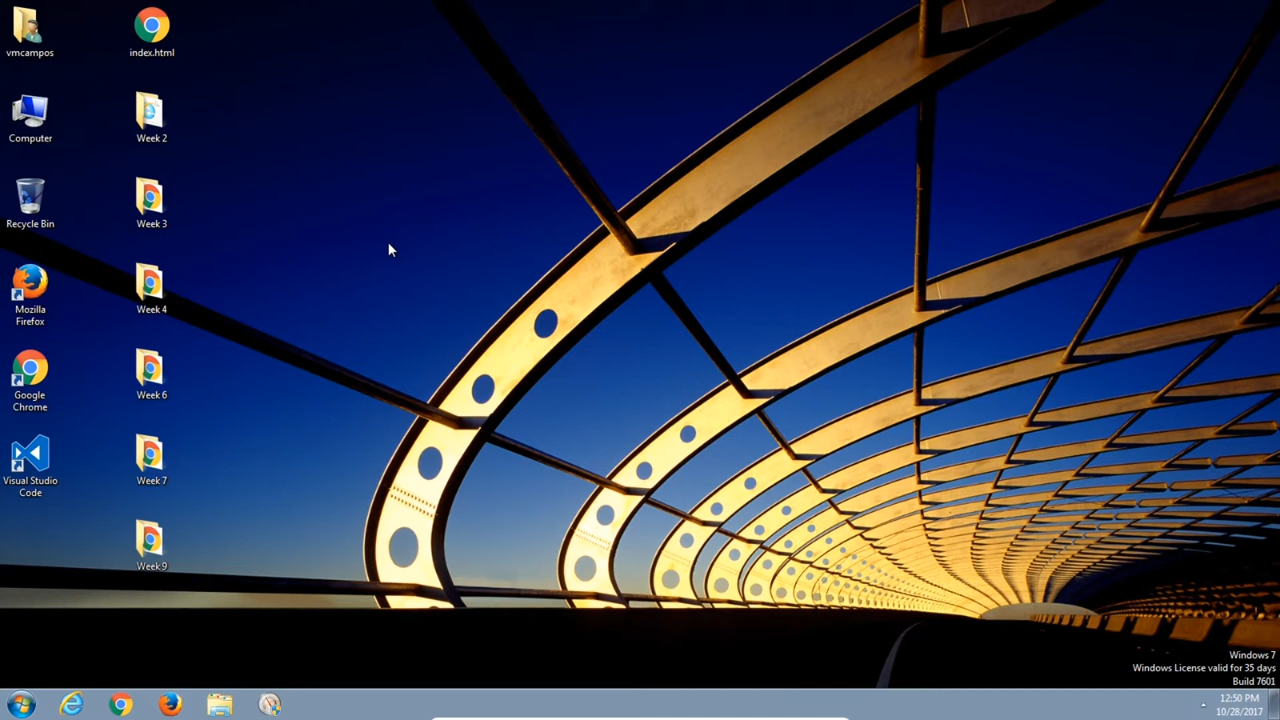 vmcampos
index.html
Computer
Week 2
Recycle Bin
Week 3
Mozilla
Firefox
Week 4
Google
Chrome
Week 6
Visual Studio
Code
Week 7
Week 9
Windows 7
Windows License valid for 35 days
Build 7601
12:50 PM
10/28/2017